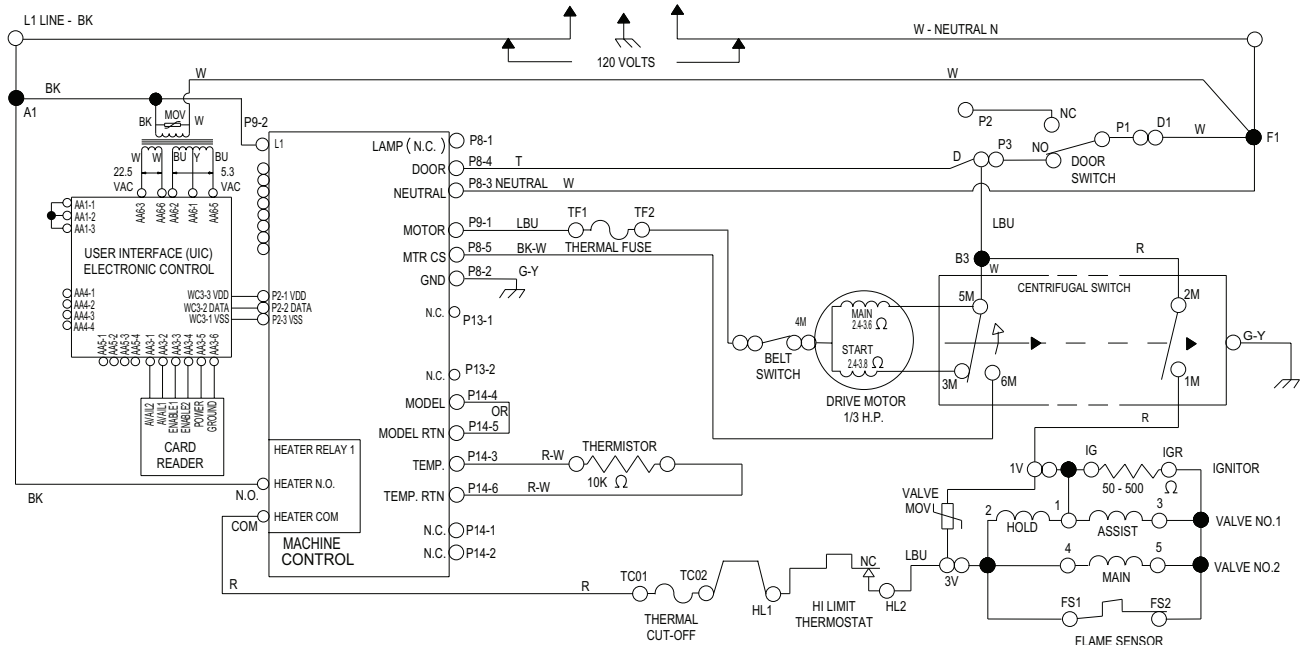 L1 LINE - BK
W - NEUTRAL N
120 VOLTS
W
W
BK
A1
MOV
BK
W
P9-2
L1
LAMP ( N.C. )
P8-1
P2
NC
P1
D1
W
F1
W
W
BU
Y
BU
22.5
VAC
5.3
VAC
DOOR
P8-4
T
D
P3
NO
DOOR
SWITCH
NEUTRAL
P8-3 NEUTRAL W
AA6-3
AA6-6
AA6-2
AA6-1
AA6-5
AA1-1
AA1-2
AA1-3
USER INTERFACE (UIC)
ELECTRONIC CONTROL
MOTOR
P9-1
LBU
TF1
TF2
THERMAL FUSE
LBU
MTR CS
P8-5
BK-W
GND
P8-2
G-Y
B3
W
R
CENTRIFUGAL SWITCH
AA4-1
AA4-2
AA4-3
AA4-4
WC3-3 VDD
WC3-2 DATA
WC3-1 VSS
P2-1 VDD
P2-2 DATA
P2-3 VSS
N.C.
P13-1
4M
MAIN
2.4-3.6 Ω
5M
2M
G-Y
BELT
SWITCH
START
2.4-3.8 Ω
3M
6M
1M
DRIVE MOTOR
1/3 H.P.
AA5-1
AA5-2
AA5-3
AA5-4
AA3-1
AA3-2
AA3-3
AA3-4
AA3-5
AA3-6
N.C.
P13-2
AVAIL2
AVAIL1
ENABLE1
ENABLE2
POWER
GROUND
CARD
READER
MODEL
P14-4
OR
MODEL RTN
P14-5
R
HEATER RELAY 1
TEMP.
P14-3
R-W
THERMISTOR
10K Ω
1V
IG
IGR
IGNITOR
50 - 500
Ω
BK
N.O.
HEATER N.O.
TEMP. RTN
P14-6
R-W
VALVE
MOV
2
HOLD
1
ASSIST
3
VALVE NO.1
COM
HEATER COM
N.C.
P14-1
MACHINE
CONTROL
N.C.
P14-2
NC
LBU
3V
4
MAIN
5
VALVE NO.2
R
R
TC01
TC02
THERMAL
CUT-OFF
HL1
HI LIMIT
THERMOSTAT
HL2
FS1
FS2
FLAME SENSOR